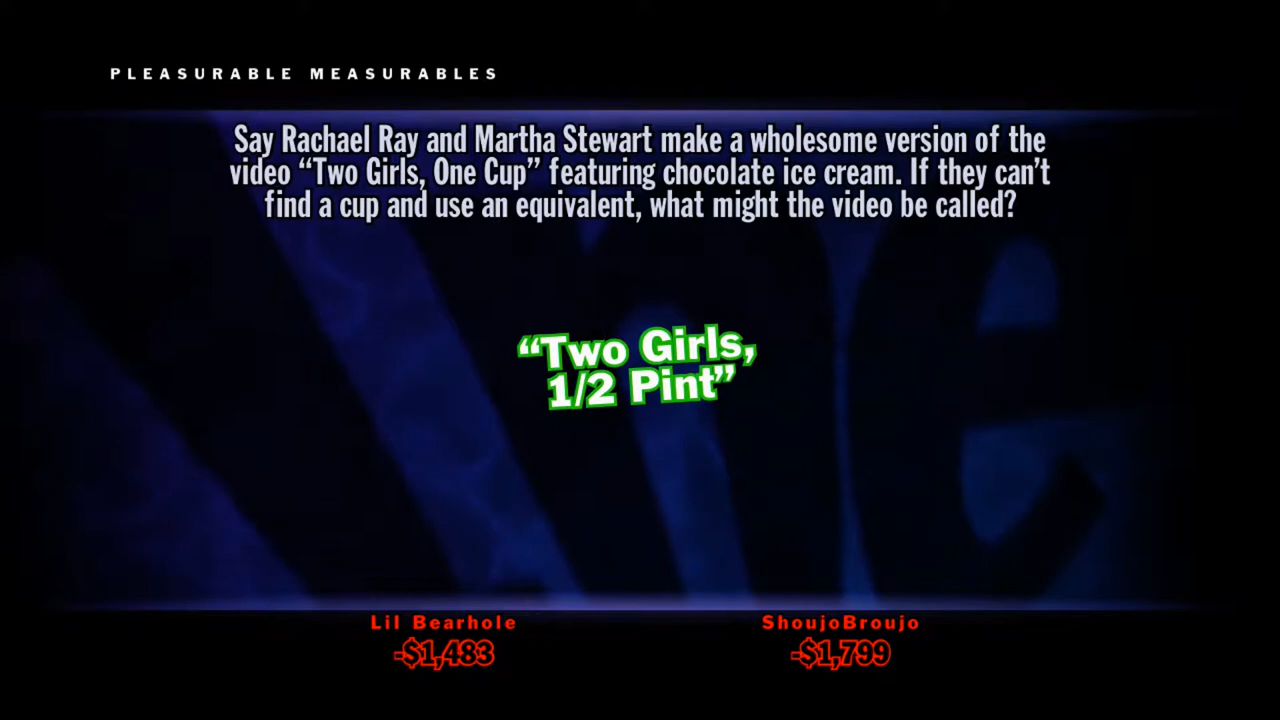 PLEASURABLE MEASURABLES
Say Rachael Ray and Martha Stewart make a wholesome version of the
video “Two Girls, One Cup” featuring chocolate ice cream. If they can’t
find a cup and use an equivalent, what might the video be called?
“Two Girls,
1/2 Pint”
Lil Bearhole
ShoujoBroujo
-$1,483
-$1,799